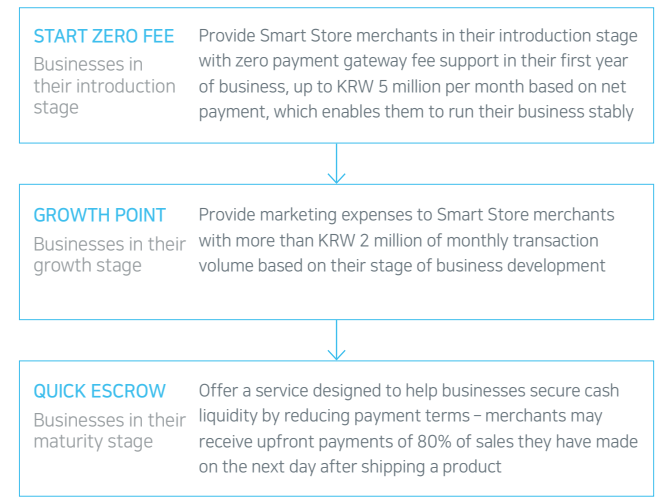 START ZERO FEE
Businesses in
their introduction
stage
Provide Smart Store merchants in their introduction stage
with zero payment gateway fee support in their first year
of business, up to KRW 5 million per month based on net
payment, which enables them to run their business stably
GROWTH POINT
Businesses in their
growth stage
Provide marketing expenses to Smart Store merchants
with more than KRW 2 million of monthly transaction
volume based on their stage of business development
QUICK ESCROW
Businesses in their
maturity stage
Offer a service designed to help businesses secure cash
liquidity by reducing payment terms – merchants may
receive upfront payments of 80% of sales they have made
on the next day after shipping a product